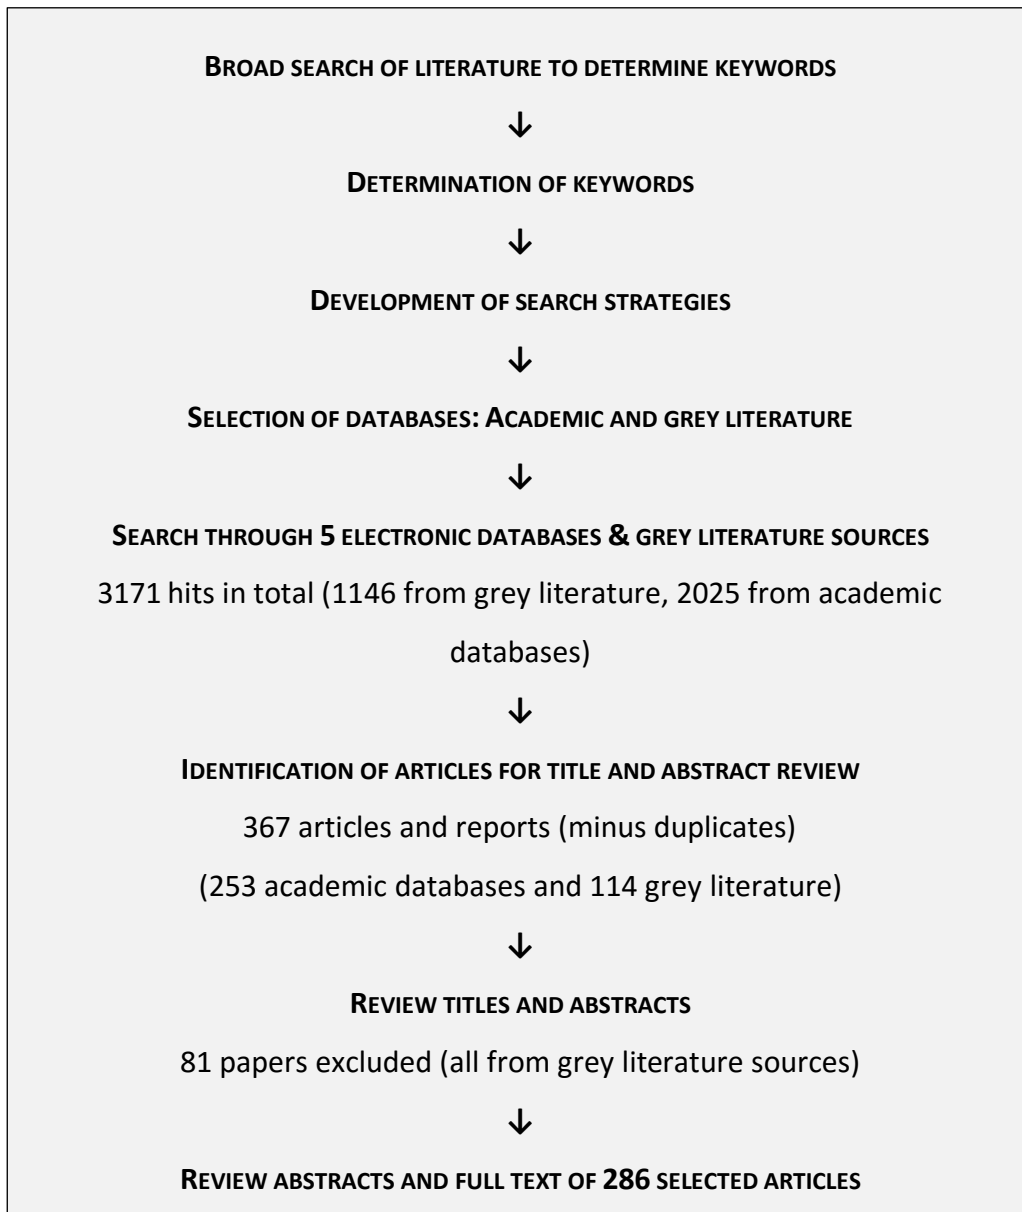 BROAD SEARCH OF LITERATURE TO DETERMINE KEYWORDS
↓
DETERMINATION OF KEYWORDS
↓
DEVELOPMENT OF SEARCH STRATEGIES
↓
SELECTION OF DATABASES: ACADEMIC AND GREY LITERATURE
↓
SEARCH THROUGH 5 ELECTRONIC DATABASES & GREY LITERATURE SOURCES
3171 hits in total (1146 from grey literature, 2025 from academic
databases)
↓
IDENTIFICATION OF ARTICLES FOR TITLE AND ABSTRACT REVIEW
367 articles and reports (minus duplicates)
(253 academic databases and 114 grey literature)
↓
REVIEW TITLES AND ABSTRACTS
81 papers excluded (all from grey literature sources)
↓
REVIEW ABSTRACTS AND FULL TEXT OF 286 SELECTED ARTICLES